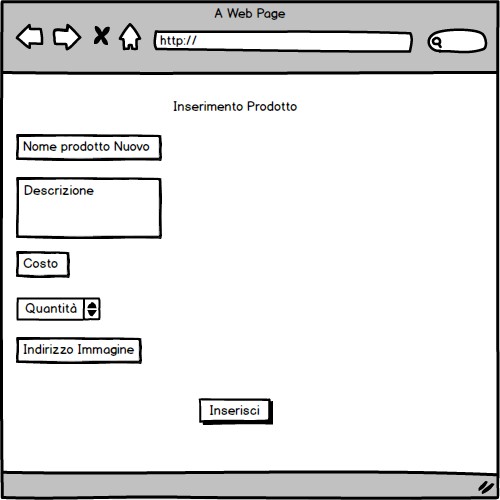 A Web Page
http://
Inserimento Prodotto
Nome prodotto Nuovo
Descrizione
Costo
Quantità
Indirizzo Immagine
Inserisci